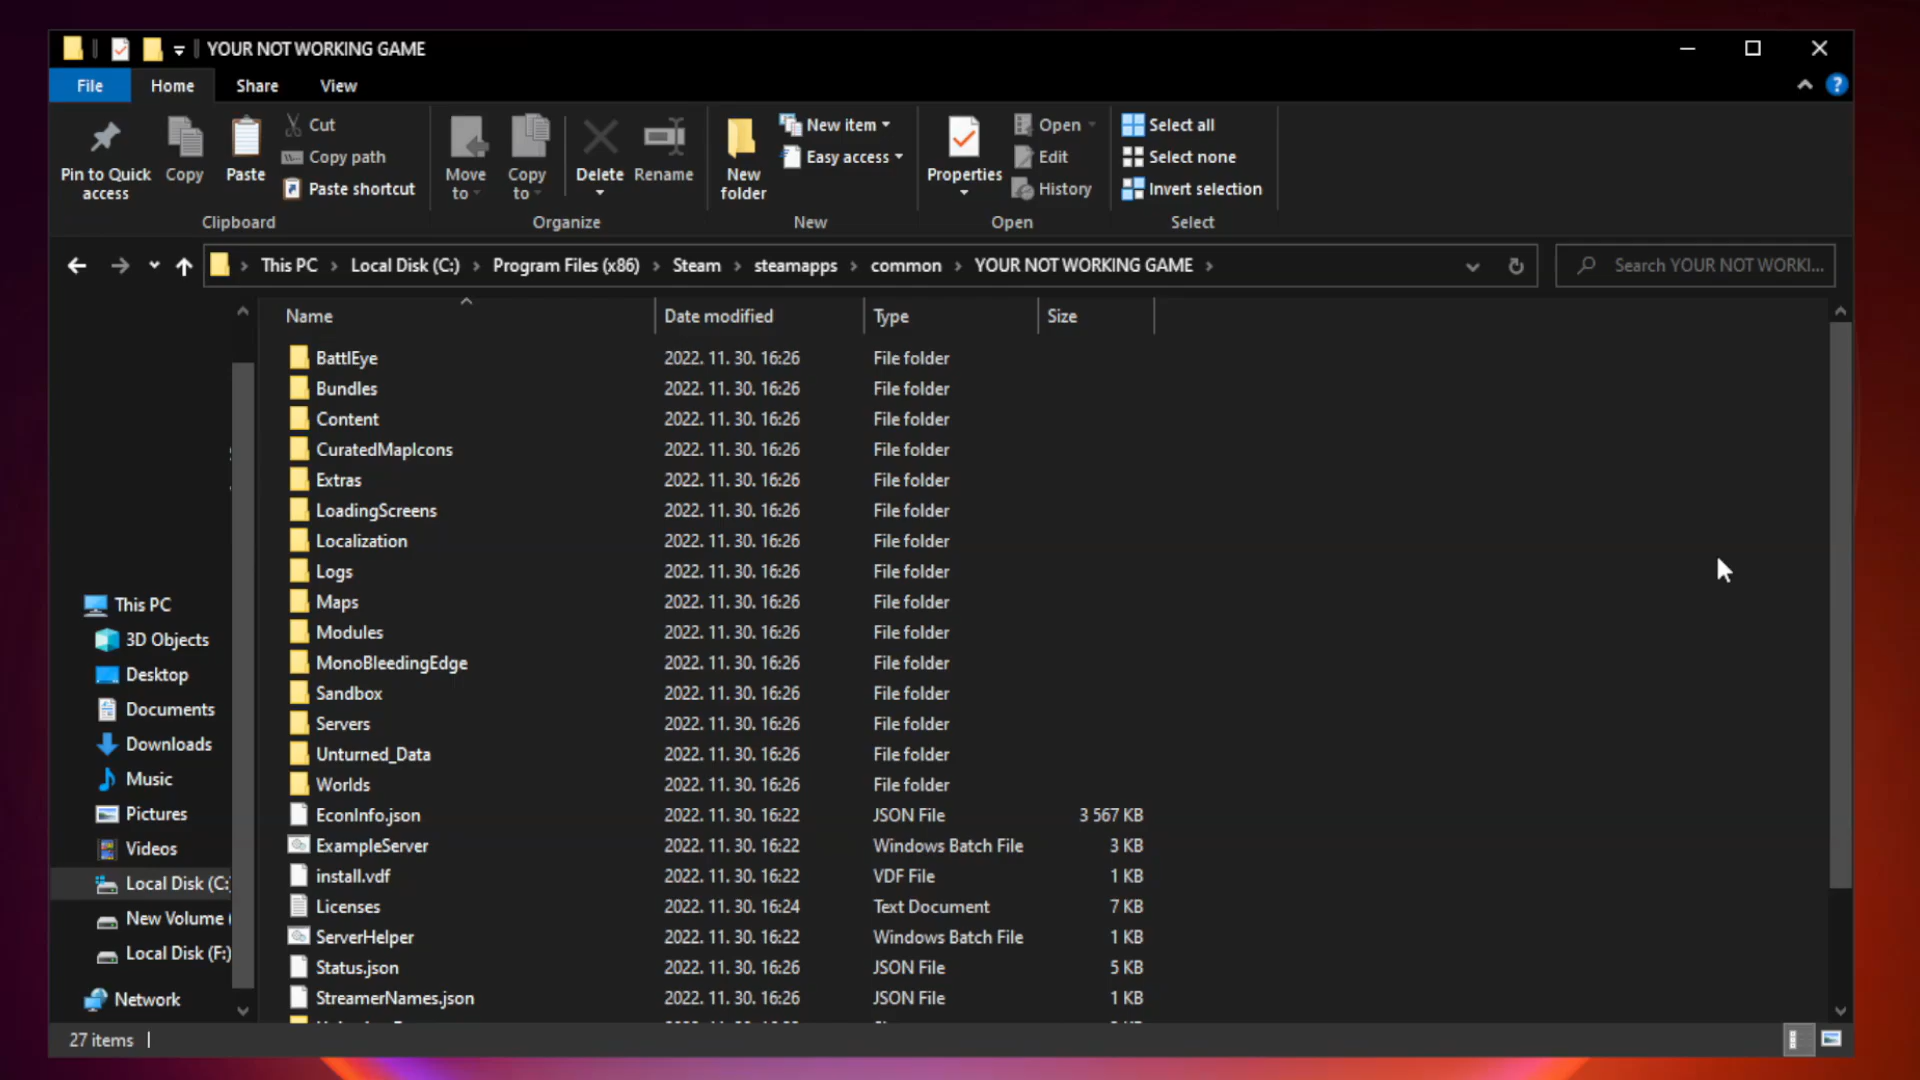 YOUR NOT WORKING GAME
File Home Share View
Pin to Quick access
Copy
Paste
Cut
Copy path
Paste shortcut
Clipboard
Move to
Copy to
Delete
Rename
Organize
New folder
New item
Easy access
New
Properties
Open
Edit
History
Open
Select all
Select none
Invert selection
Select
This PC Local Disk (C:) Program Files (x86) Steam steamapps common YOUR NOT WORKING GAME
Search YOUR NOT WORKI...
This PC
3D Objects
Desktop
Documents
Downloads
Music
Pictures
Videos
Local Disk (C:
New Volume (
Local Disk (F:)
Network
Name Date modified Type Size
BattlEye 2022. 11. 30. 16:26 File folder
Bundles 2022. 11. 30. 16:26 File folder
Content 2022. 11. 30. 16:26 File folder
CuratedMapIcons 2022. 11. 30. 16:26 File folder
Extras 2022. 11. 30. 16:26 File folder
LoadingScreens 2022. 11. 30. 16:26 File folder
Localization 2022. 11. 30. 16:26 File folder
Logs 2022. 11. 30. 16:26 File folder
Maps 2022. 11. 30. 16:26 File folder
Modules 2022. 11. 30. 16:26 File folder
MonoBleedingEdge 2022. 11. 30. 16:26 File folder
Sandbox 2022. 11. 30. 16:26 File folder
Servers 2022. 11. 30. 16:26 File folder
Unturned_Data 2022. 11. 30. 16:26 File folder
Worlds 2022. 11. 30. 16:26 File folder
EconInfo.json 2022. 11. 30. 16:22 JSON File 3 567 KB
ExampleServer 2022. 11. 30. 16:22 Windows Batch File 3 KB
install.vdf 2022. 11. 30. 16:22 VDF File 1 KB
Licenses 2022. 11. 30. 16:24 Text Document 7 KB
ServerHelper 2022. 11. 30. 16:22 Windows Batch File 1 KB
Status.json 2022. 11. 30. 16:26 JSON File 5 KB
StreamerNames.json 2022. 11. 30. 16:26 JSON File 1 KB
27 items